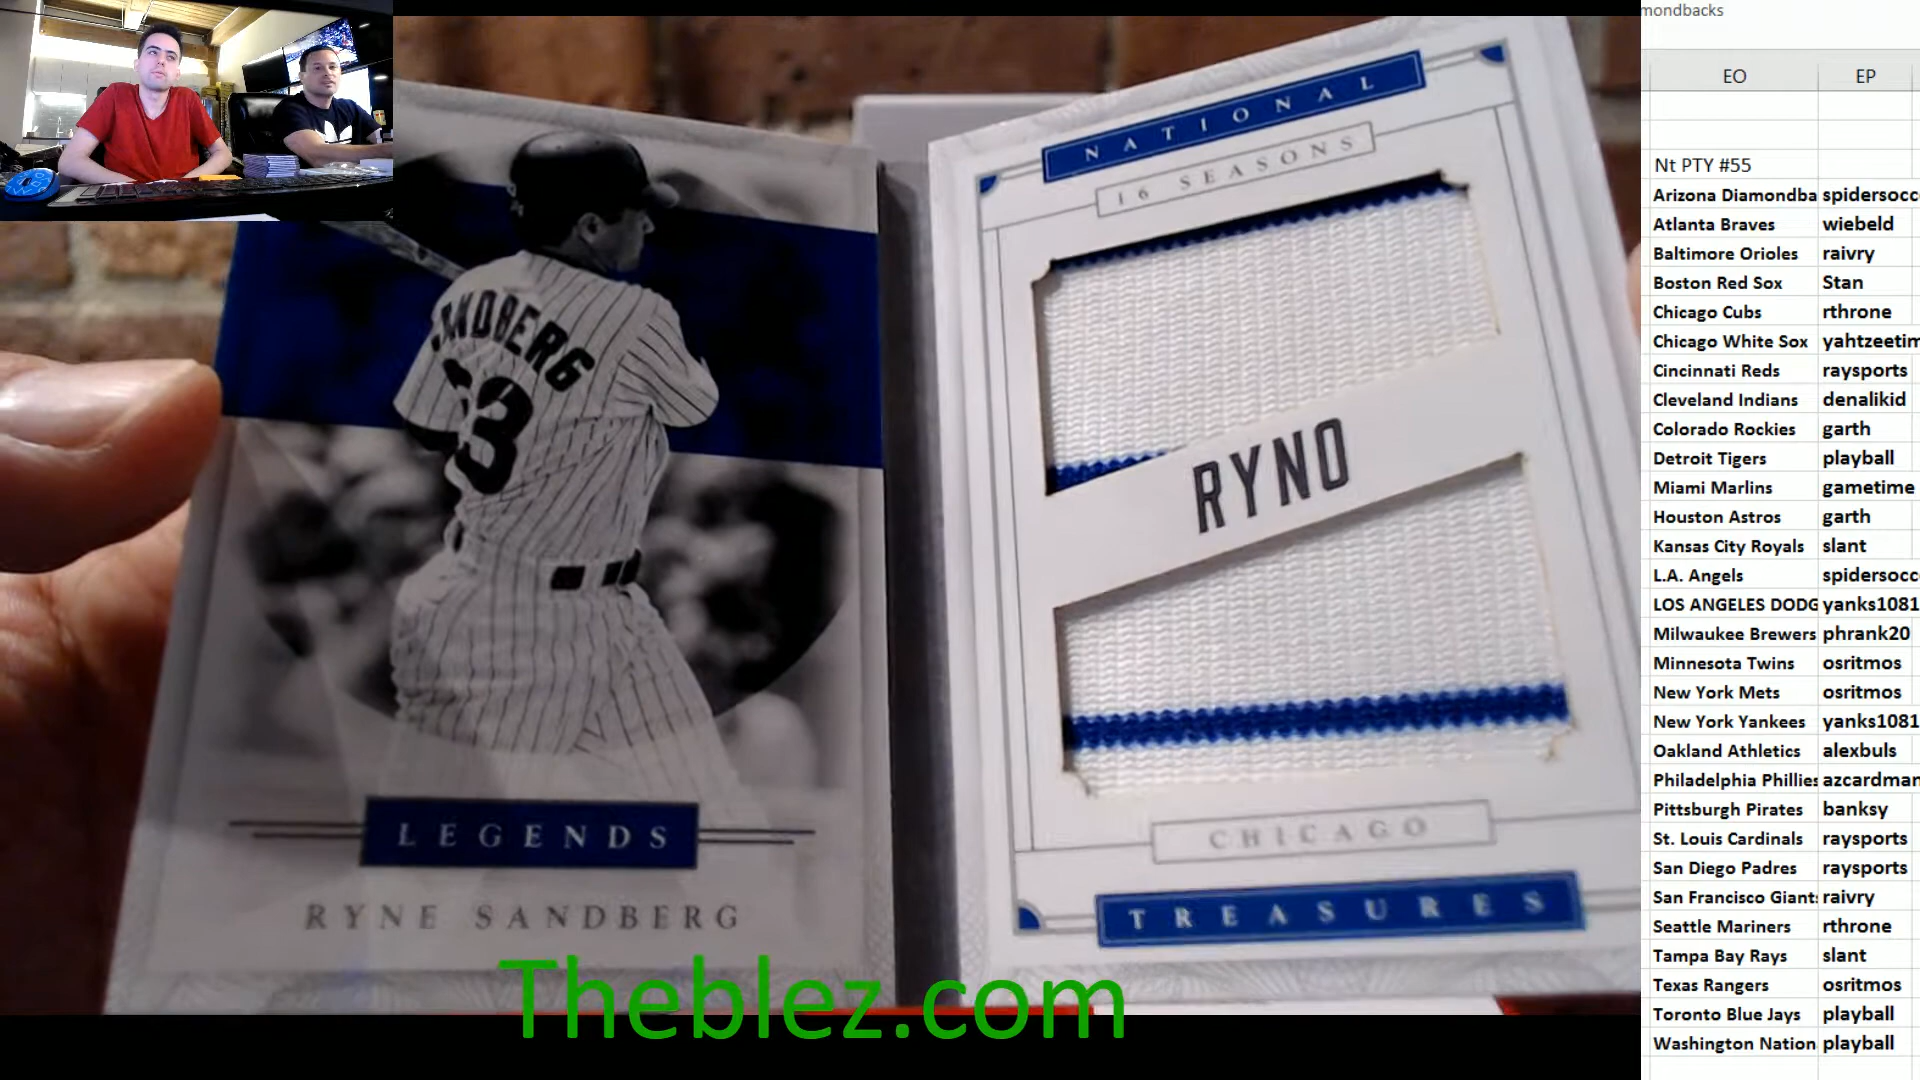 mondbacks
EO EP
Nt PTY #55
Arizona Diamondba spidersocc
Atlanta Braves wiebeld
Baltimore Orioles raivry
Boston Red Sox Stan
Chicago Cubs rthrone
Chicago White Sox yahtzeetim
Cincinnati Reds raysports
Cleveland Indians denalikid
Colorado Rockies garth
Detroit Tigers playball
Miami Marlins gametime
Houston Astros garth
Kansas City Royals slant
L.A. Angels spidersocc
LOS ANGELES DODG yanks1081
Milwaukee Brewers phrank20
Minnesota Twins osritmos
New York Mets osritmos
New York Yankees yanks1081
Oakland Athletics alexbuls
Philadelphia Phillies azcardman
Pittsburgh Pirates banksy
St. Louis Cardinals raysports
San Diego Padres raysports
San Francisco Giants raivry
Seattle Mariners rthrone
Tampa Bay Rays slant
Texas Rangers osritmos
Toronto Blue Jays playball
Washington Nation playball
NATIONAL
16 SEASONS
RYNO
CHICAGO
TREASURES
ANDBERG
23
LEGENDS
RYNE SANDBERG
Theblez.com